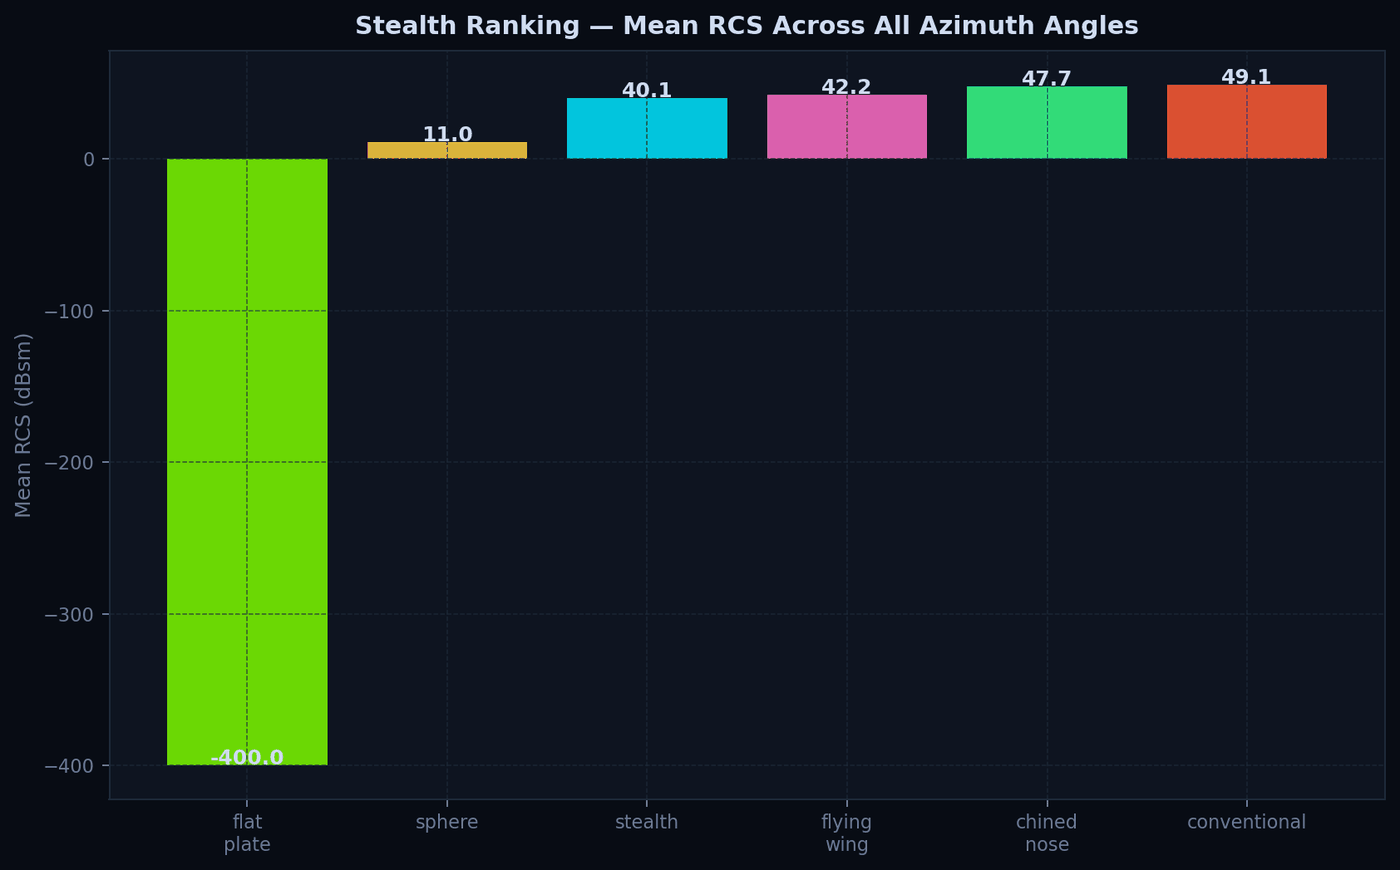 Stealth Ranking — Mean RCS Across All Azimuth Angles
Mean RCS (dBsm)
0
−100
−200
−300
−400
-400.0
11.0
40.1
42.2
47.7
49.1
flat
plate
sphere
stealth
flying
wing
chined
nose
conventional